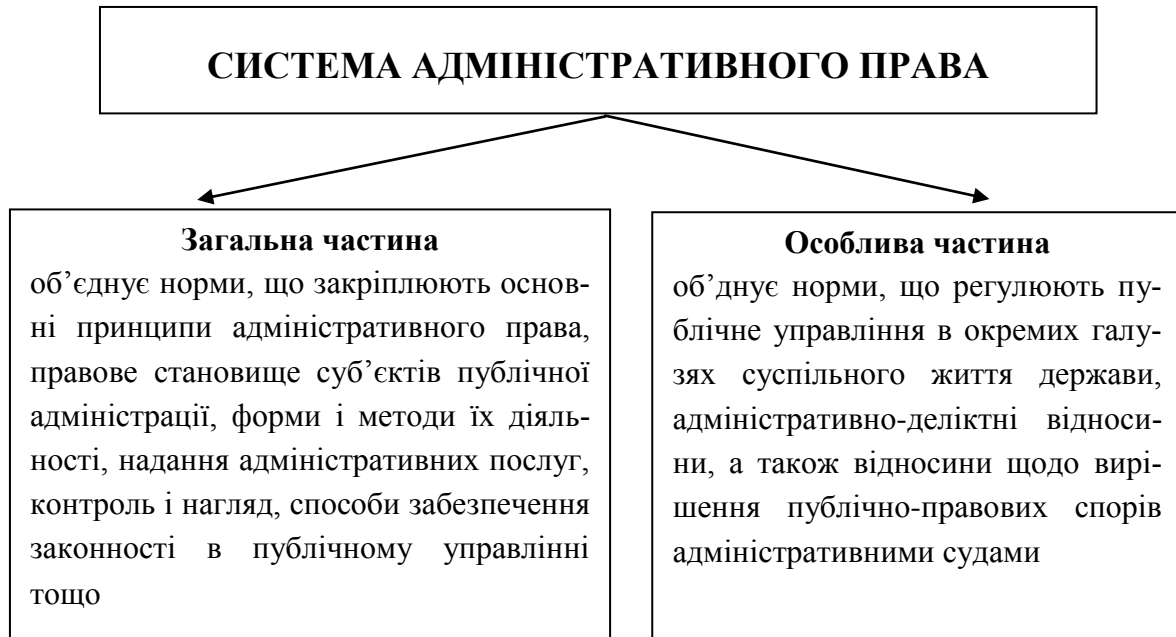 СИСТЕМА АДМІНІСТРАТИВНОГО ПРАВА
Загальна частина
об’єднує норми, що закріплюють основ-
ні принципи адміністративного права,
правове становище суб’єктів публічної
адміністрації, форми і методи їх діяль-
ності, надання адміністративних послуг,
контроль і нагляд, способи забезпечення
законності в публічному управлінні
тощо
Особлива частина
об’днує норми, що регулюють пу-
блічне управління в окремих галу-
зях суспільного життя держави,
адміністративно-деліктні відноси-
ни, а також відносини щодо вирі-
шення публічно-правових спорів
адміністративними судами